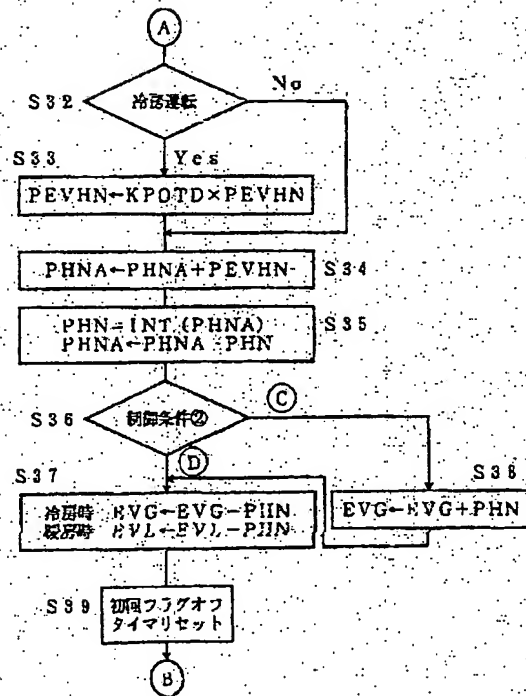 A
S32
冷房運転
No
S33
Yes
PEVHN←KPOTD×PEVHN
PHNA←PHNA+PEVHN
S34
PHN=INT(PHNA)
PHNA←PHNA-PHN
S35
C
S36
制御条件②
D
S37
S38
冷房時 EVG←EVG-PHN
暖房時 EVL←EVL-PHN
EVG←EVG+PHN
S39
初回フラグオフ
タイマリセット
B